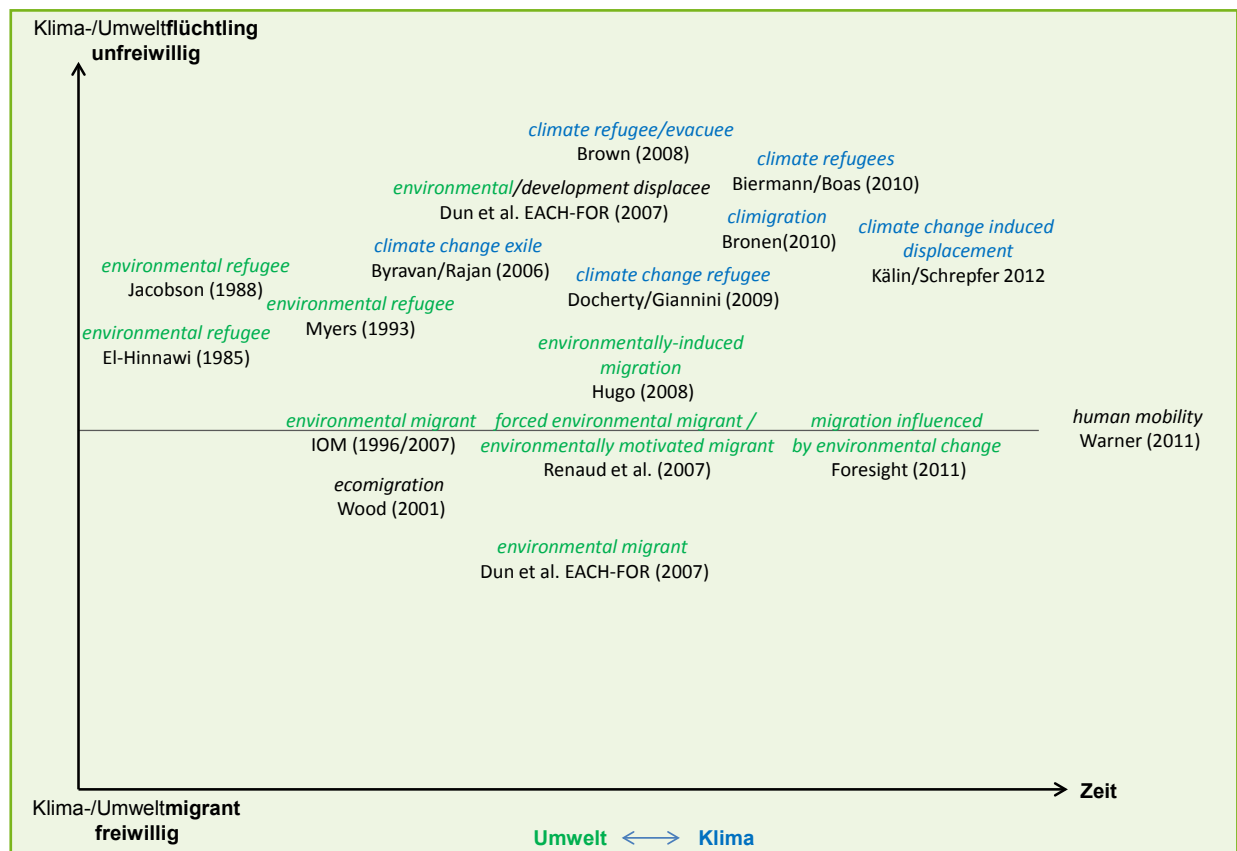 Klima-/Umweltflüchtling
unfreiwillig
climate refugee/evacuee
Brown (2008)
climate refugees
Biermann/Boas (2010)
environmental/development displacee
Dun et al. EACH-FOR (2007)
climigration
Bronen(2010)
climate change induced
displacement
Kälin/Schrepfer 2012
climate change exile
Byravan/Rajan (2006)
environmental refugee
Jacobson (1988)
climate change refugee
Docherty/Giannini (2009)
environmental refugee
Myers (1993)
environmental refugee
El-Hinnawi (1985)
environmentally-induced
migration
Hugo (2008)
environmental migrant
IOM (1996/2007)
forced environmental migrant /
environmentally motivated migrant
Renaud et al. (2007)
migration influenced
by environmental change
Foresight (2011)
human mobility
Warner (2011)
ecomigration
Wood (2001)
environmental migrant
Dun et al. EACH-FOR (2007)
Zeit
Klima-/Umweltmigrant
freiwillig
Umwelt Klima